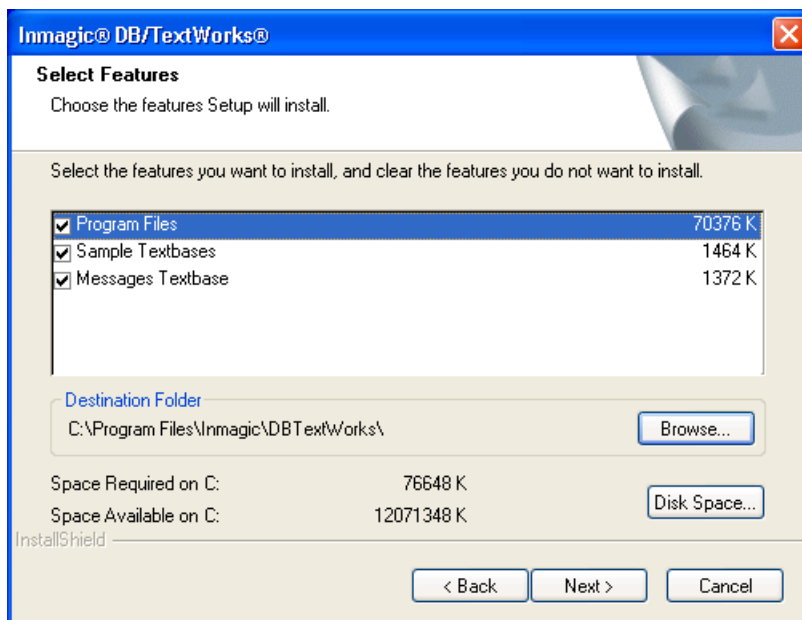 Inmagic® DB/TextWorks®
Select Features
Choose the features Setup will install.
Select the features you want to install, and clear the features you do not want to install.
Program Files 70376 K
Sample Textbases 1464 K
Messages Textbase 1372 K
Destination Folder
C:\Program Files\Inmagic\DBTextWorks\
Browse...
Space Required on C: 76648 K
Space Available on C: 12071348 K
Disk Space...
InstallShield
< Back Next > Cancel